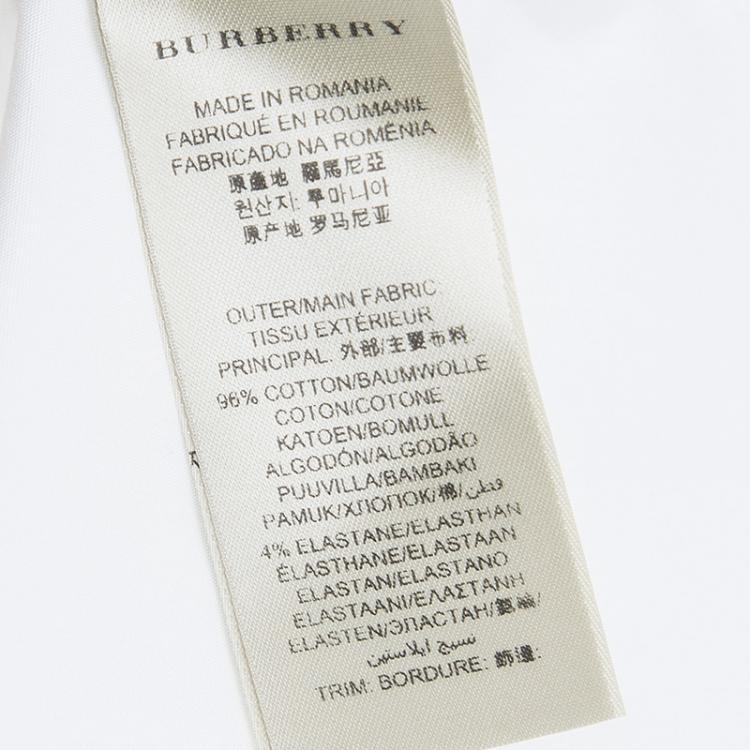 BURBERRY
MADE IN ROMANIA
FABRIQUÉ EN ROUMANIE
FABRICADO NA ROMÉNIA
原產地 羅馬尼亞
원산지: 루마니아
原产地 罗马尼亚
OUTER/MAIN FABRIC:
TISSU EXTÉRIEUR
PRINCIPAL: 外部/主要布料
96% COTTON/BAUMWOLLE
COTON/COTONE
KATOEN/BOMULL
ALGODÓN/ALGODÃO
PUUVILLA/BAMBAKI
PAMUK/ХЛОПОК/棉/قطن/
4% ELASTANE/ELASTHAN
ÉLASTHANE/ELASTAAN
ELASTAN/ELASTANO
ELASTAANI/ΕΛΑΣΤΑΝΗ
ELASTEN/ЭЛАСТАН/
نسيج ايلاستين
TRIM: BORDURE: 飾邊: